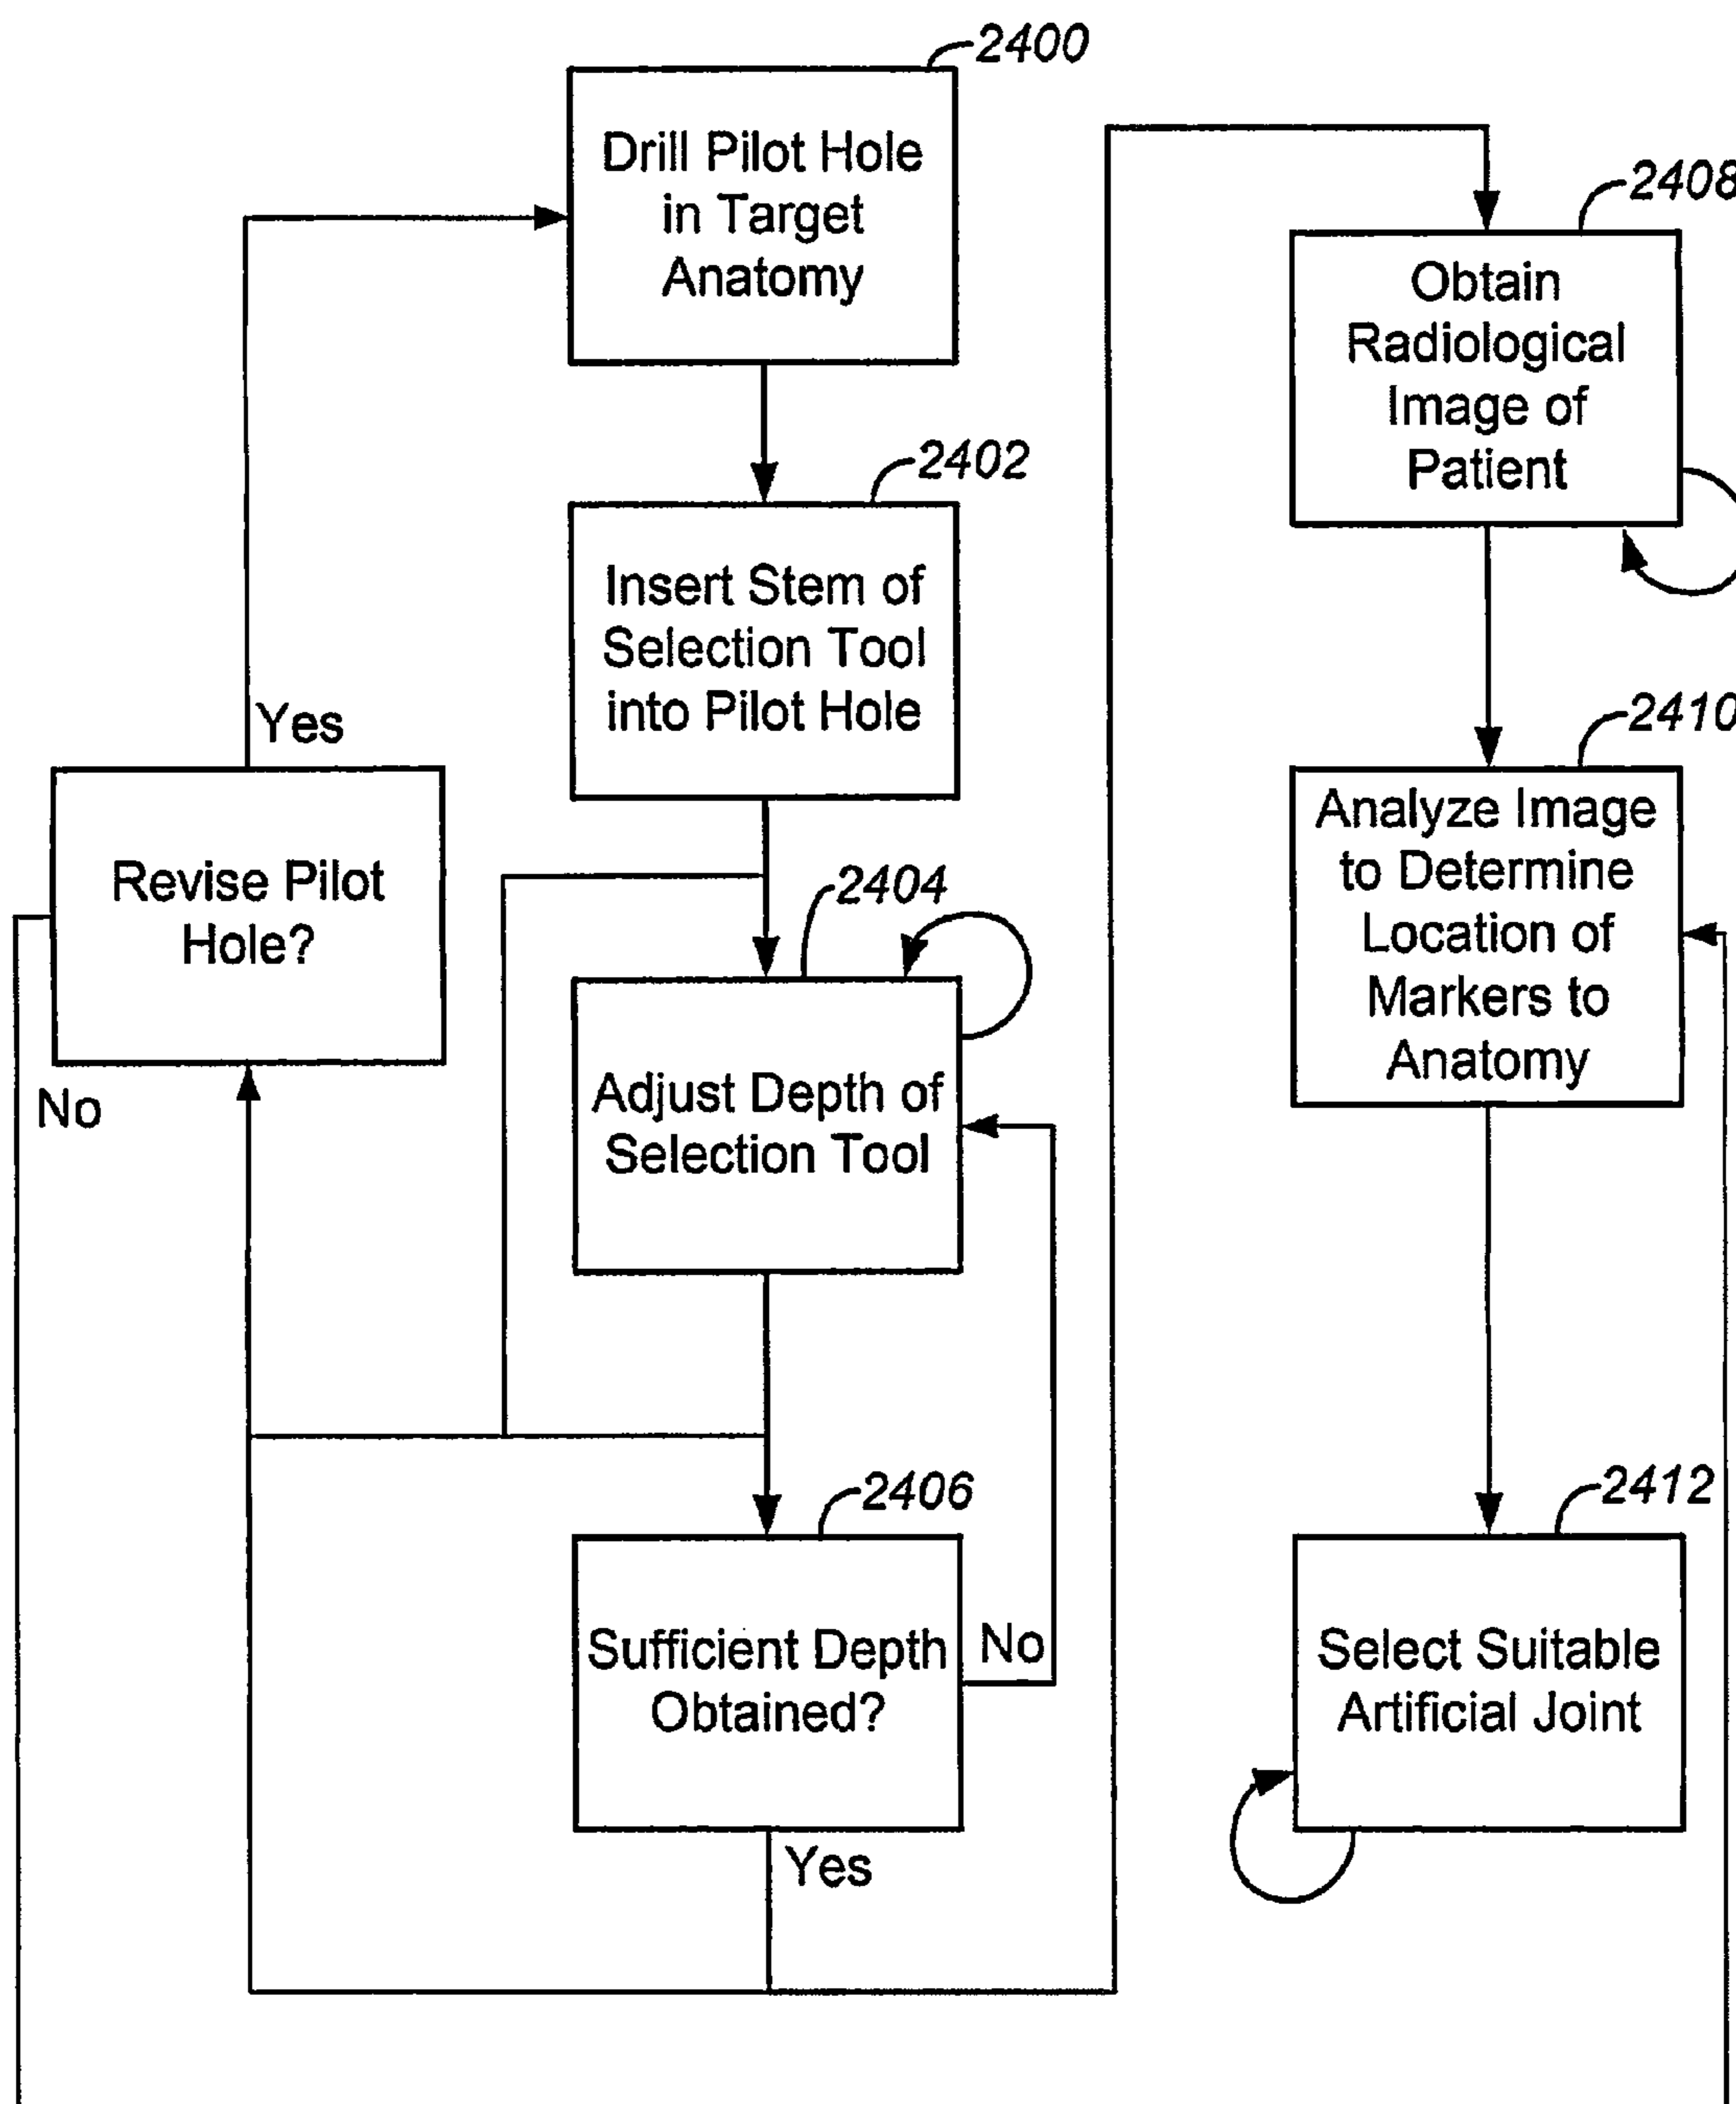 2400
Drill Pilot Hole
in Target
Anatomy
2402
Insert Stem of
Selection Tool
into Pilot Hole
Yes
Revise Pilot
Hole?
No
2404
Adjust Depth of
Selection Tool
2406
Sufficient Depth
Obtained?
No
Yes
2408
Obtain
Radiological
Image of
Patient
2410
Analyze Image
to Determine
Location of
Markers to
Anatomy
2412
Select Suitable
Artificial Joint